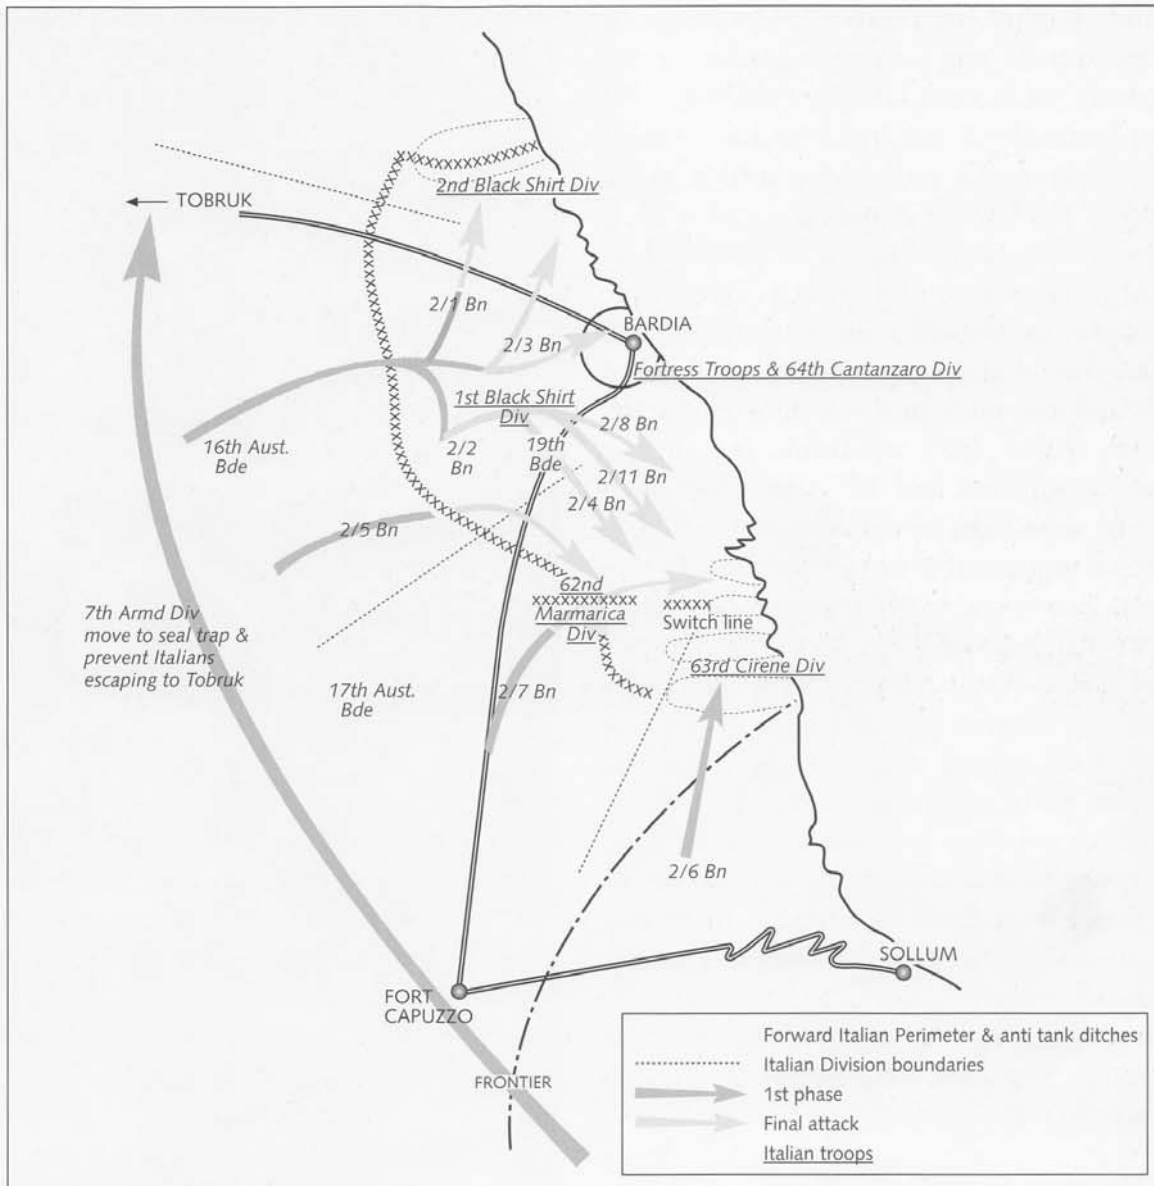 2nd Black Shirt Div
TOBRUK
2/1 Bn
BARDIA
2/3 Bn
Fortress Troops & 64th Cantanzaro Div
1st Black Shirt
Div
2/8 Bn
16th Aust.
Bde
2/2
Bn
19th
Bde
2/11 Bn
2/4 Bn
2/5 Bn
62nd
xxxxxxxxxxx
Marmarica
Div
xxxxx
Switch line
7th Armd Div
move to seal trap &
prevent Italians
escaping to Tobruk
63rd Cirene Div
17th Aust.
Bde
2/7 Bn
2/6 Bn
SOLLUM
FORT
CAPUZZO
FRONTIER
Forward Italian Perimeter & anti tank ditches
Italian Division boundaries
1st phase
Final attack
Italian troops